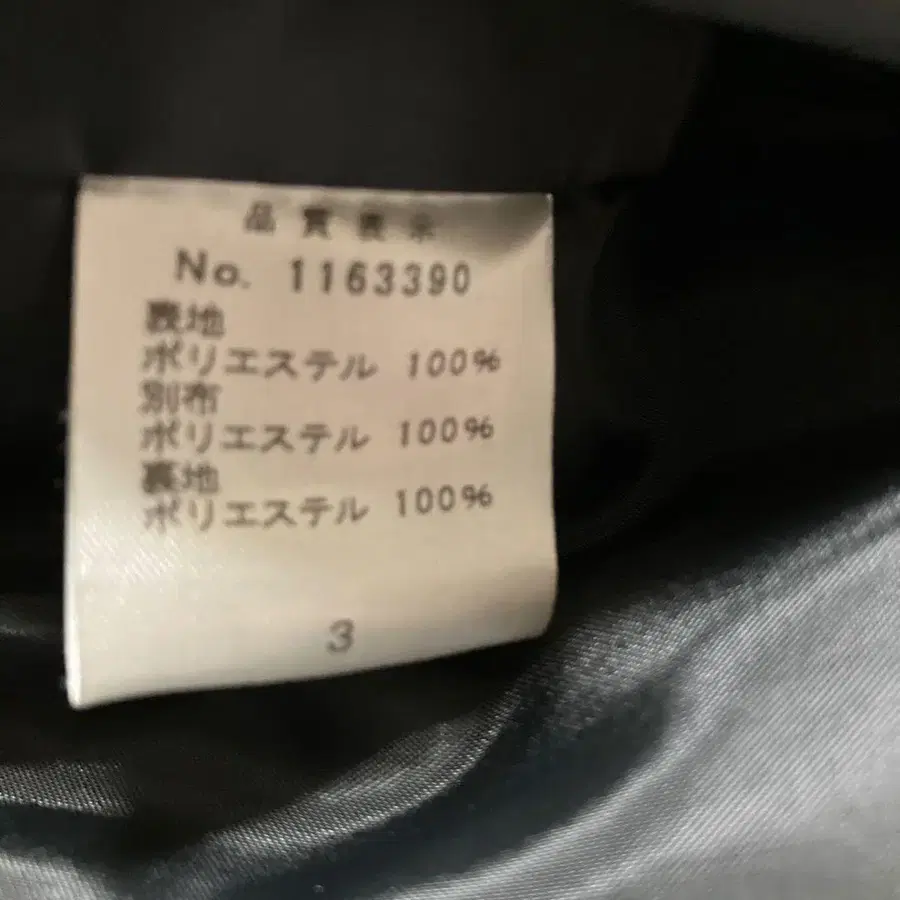 品質表示
No. 1163390
表地
ポリエステル 100%
別布
ポリエステル 100%
裏地
ポリエステル 100%
3